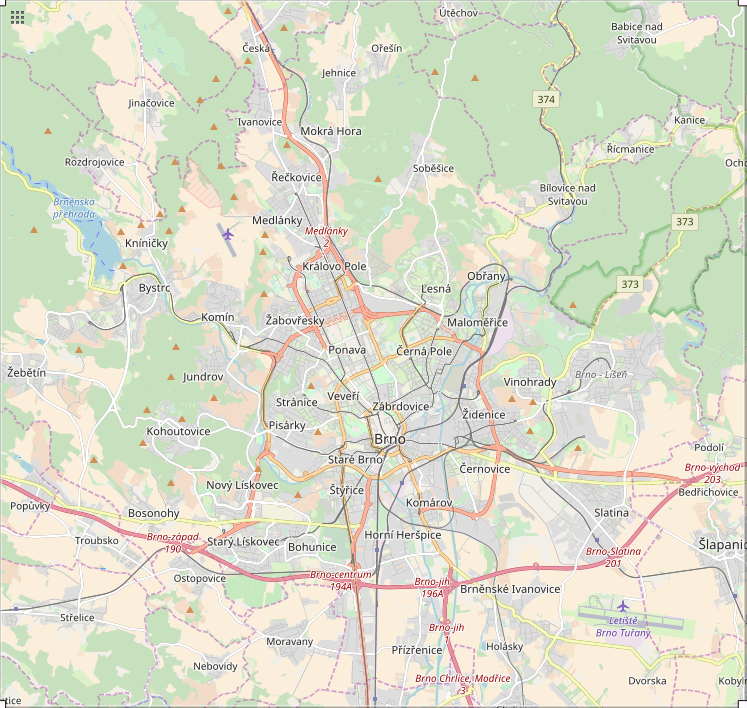 Útěchov
Babice nad
Svitavou
Česká
Ořešín
Jehnice
374
Jinačovice
Ivanovice
Mokrá Hora
Kanice
Řícmanice
Rozdrojovice
Soběšice
Řečkovice
Bílovice nad
Svitavou
Brněnská
přehrada
Medlánky
373
Medlánky
2
Kníničky
Královo Pole
Obřany
Bystrc
Lesná
373
Komín
Žabovřesky
Maloměřice
Ponava
Černá Pole
Žebětín
Jundrov
Vinohrady
Brno - Líšeň
Stránice
Veveří
Zábrdovice
Židenice
Pisárky
Kohoutovice
Brno
Podolí
Staré Brno
Černovice
Brno-východ
203
Nový Lískovec
Štýřice
Bedřichovice
Popůvky
Bosonohy
Komárov
Slatina
Troubsko
Brno-západ
190
Starý Lískovec
Bohunice
Horní Heršpice
Šlapanic
Brno-Slatina
201
Ostopovice
Brno-centrum
194A
Brno-jih
196A
Brněnské Ivanovice
Střelice
Letiště
Brno Tuřany
Brno-jih
Moravany
Přízřenice
Holásky
Nebovidy
Brno Chrlice, Modřice
3
Dvorska
Kobyln
tice